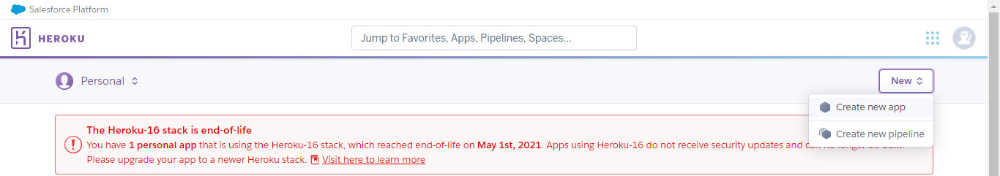 Salesforce Platform
HEROKU
Jump to Favorites, Apps, Pipelines, Spaces...
Personal
New
Create new app
Create new pipeline
The Heroku-16 stack is end-of-life
You have 1 personal app that is using the Heroku-16 stack, which reached end-of-life on May 1st, 2021. Apps using Heroku-16 do not receive security updates and can no longer be built.
Please upgrade your app to a newer Heroku stack. Visit here to learn more